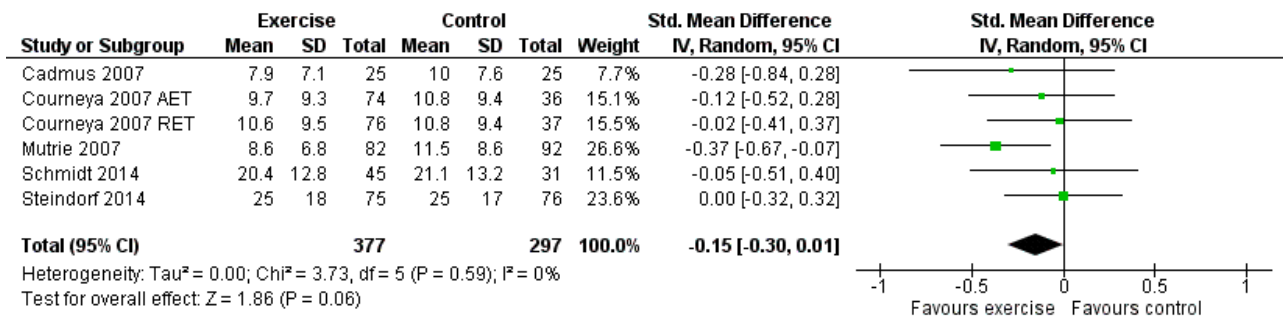 Exercise Control Std. Mean Difference Std. Mean Difference
Study or Subgroup Mean SD Total Mean SD Total Weight IV, Random, 95% CI IV, Random, 95% CI
Cadmus 2007 7.9 7.1 25 10 7.6 25 7.7% -0.28 [-0.84, 0.28]
Courneya 2007 AET 9.7 9.3 74 10.8 9.4 36 15.1% -0.12 [-0.52, 0.28]
Courneya 2007 RET 10.6 9.5 76 10.8 9.4 37 15.5% -0.02 [-0.41, 0.37]
Mutrie 2007 8.6 6.8 82 11.5 8.6 92 26.6% -0.37 [-0.67, -0.07]
Schmidt 2014 20.4 12.8 45 21.1 13.2 31 11.5% -0.05 [-0.51, 0.40]
Steindorf 2014 25 18 75 25 17 76 23.6% 0.00 [-0.32, 0.32]
Total (95% CI) 377 297 100.0% -0.15 [-0.30, 0.01]
Heterogeneity: Tau² = 0.00; Chi² = 3.73, df = 5 (P = 0.59); I² = 0%
Test for overall effect: Z = 1.86 (P = 0.06)
-1 -0.5 0 0.5 1
Favours exercise Favours control